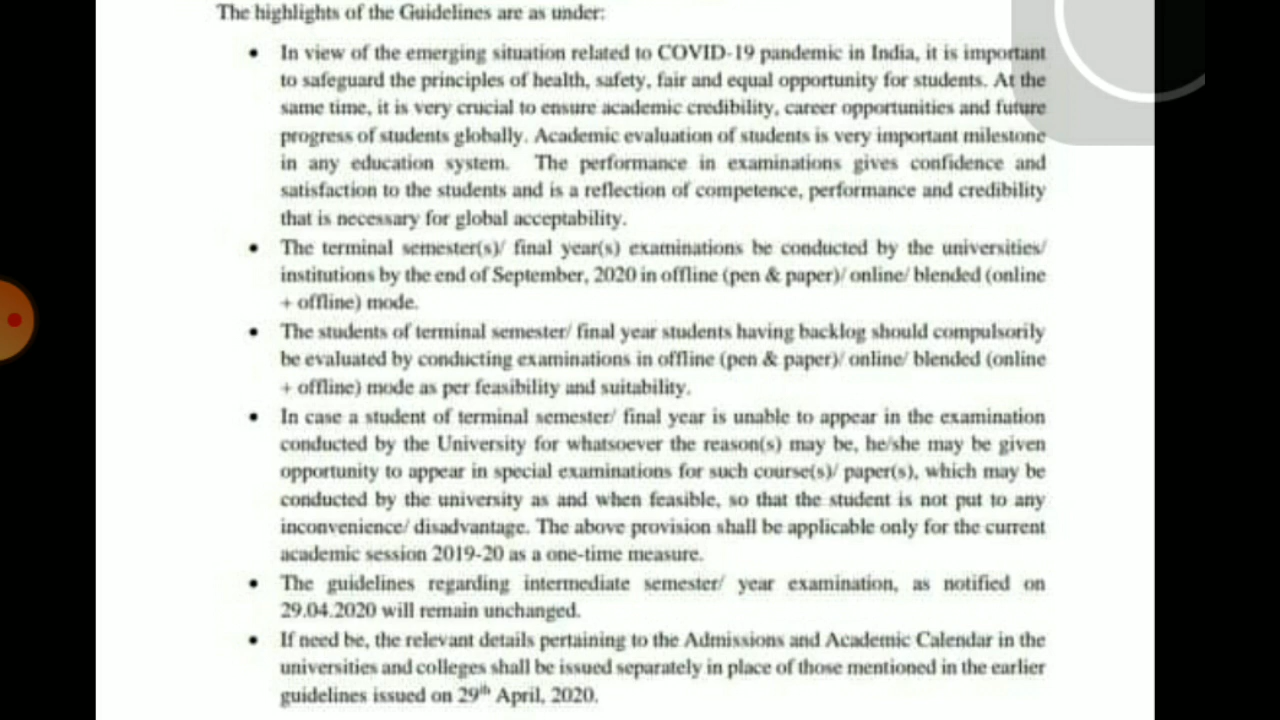 The highlights of the Guidelines are as under:
• In view of the emerging situation related to COVID-19 pandemic in India, it is important
to safeguard the principles of health, safety, fair and equal opportunity for students. At the
same time, it is very crucial to ensure academic credibility, career opportunities and future
progress of students globally. Academic evaluation of students is very important milestone
in any education system. The performance in examinations gives confidence and
satisfaction to the students and is a reflection of competence, performance and credibility
that is necessary for global acceptability.
• The terminal semester(s)/ final year(s) examinations be conducted by the universities/
institutions by the end of September, 2020 in offline (pen & paper)/ online/ blended (online
+ offline) mode.
• The students of terminal semester/ final year students having backlog should compulsorily
be evaluated by conducting examinations in offline (pen & paper)/ online/ blended (online
+ offline) mode as per feasibility and suitability.
• In case a student of terminal semester/ final year is unable to appear in the examination
conducted by the University for whatsoever the reason(s) may be, he/she may be given
opportunity to appear in special examinations for such course(s)/ paper(s), which may be
conducted by the university as and when feasible, so that the student is not put to any
inconvenience/ disadvantage. The above provision shall be applicable only for the current
academic session 2019-20 as a one-time measure.
• The guidelines regarding intermediate semester/ year examination, as notified on
29.04.2020 will remain unchanged.
• If need be, the relevant details pertaining to the Admissions and Academic Calendar in the
universities and colleges shall be issued separately in place of those mentioned in the earlier
guidelines issued on 29th April, 2020.